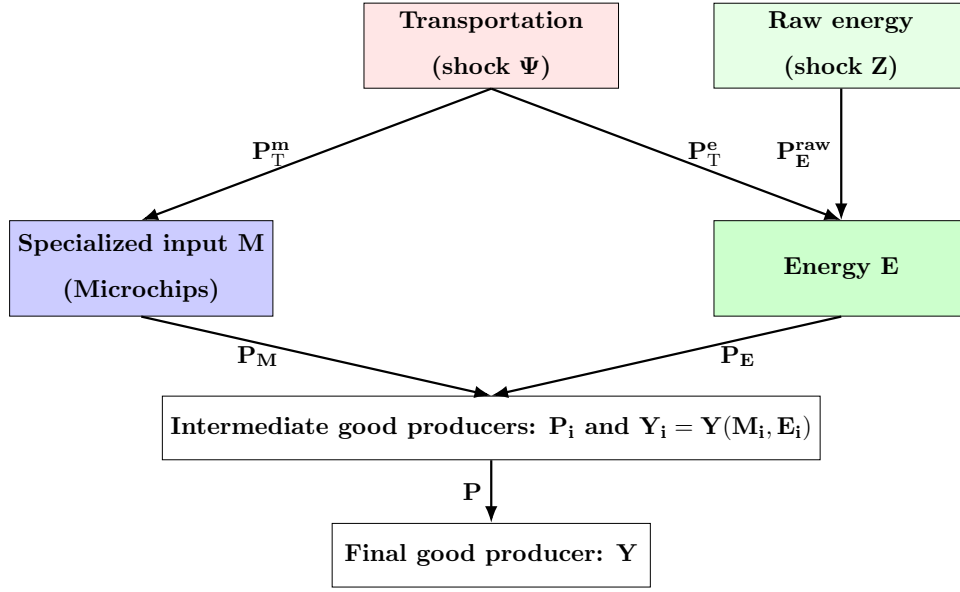 Transportation
(shock Ψ)
Raw energy
(shock Z)
P_T^m
P_T^e
P_E^raw
Specialized input M
(Microchips)
Energy E
P_M
P_E
Intermediate good producers: P_i and Y_i = Y(M_i, E_i)
P
Final good producer: Y